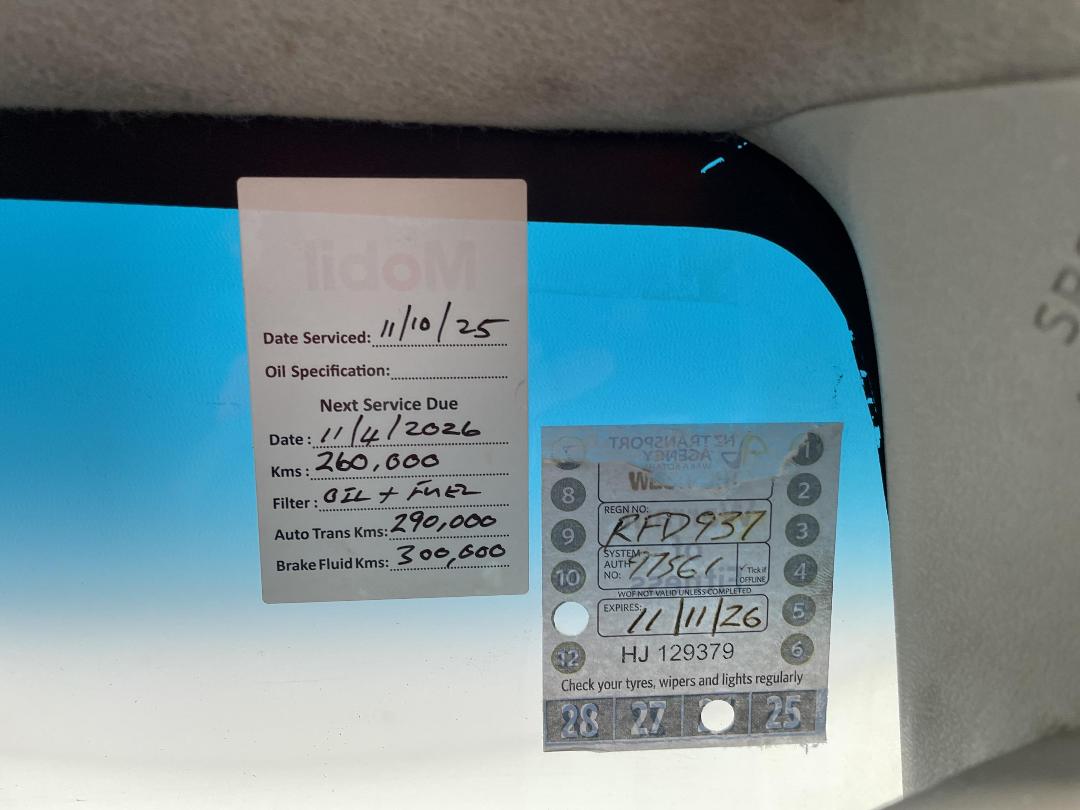 Mobil
Date Serviced: 11/10/25
Oil Specification:
Next Service Due
Date : 11/4/2026
Kms : 260,000
Filter : OIL + FUEL
Auto Trans Kms: 290,000
Brake Fluid Kms: 300,000
NZ TRANSPORT
AGENCY
7 1
8 2
REGN NO: RFD937
9 3
SYSTEM
AUTH
NO:
✓ Tick if
OFFLINE
10 4
WOF NOT VALID UNLESS COMPLETED
EXPIRES: 11/11/26
5
12 6
HJ 129379
Check your tyres, wipers and lights regularly
28 27 25